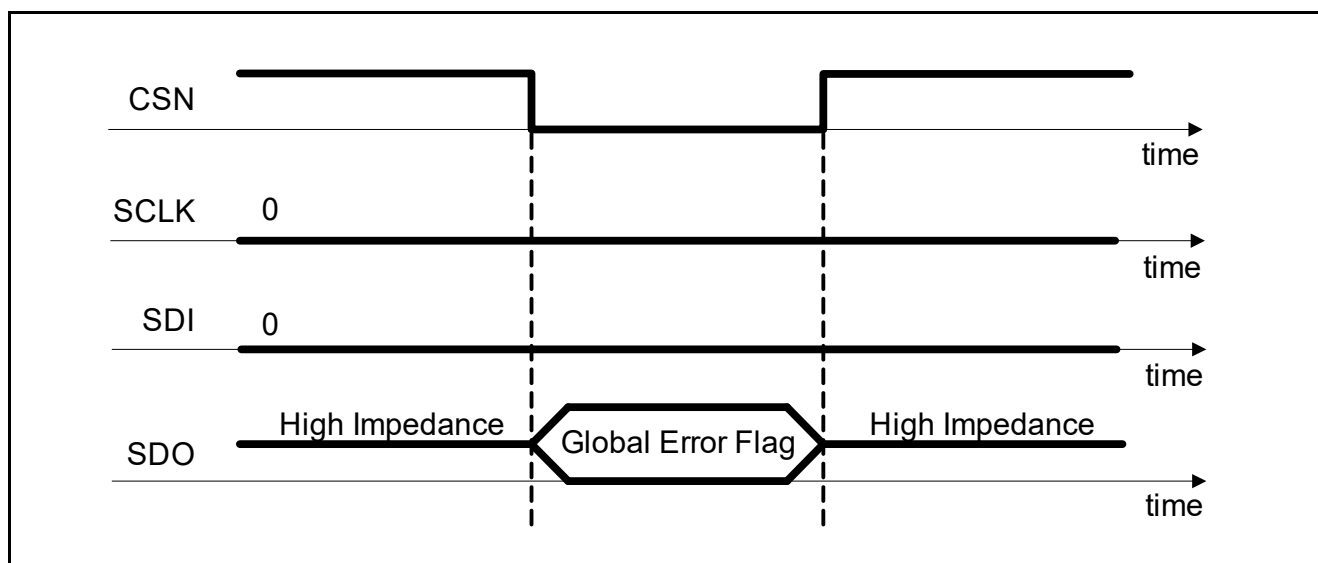 CSN
time
SCLK 0
time
SDI 0
time
High Impedance Global Error Flag High Impedance
SDO
time